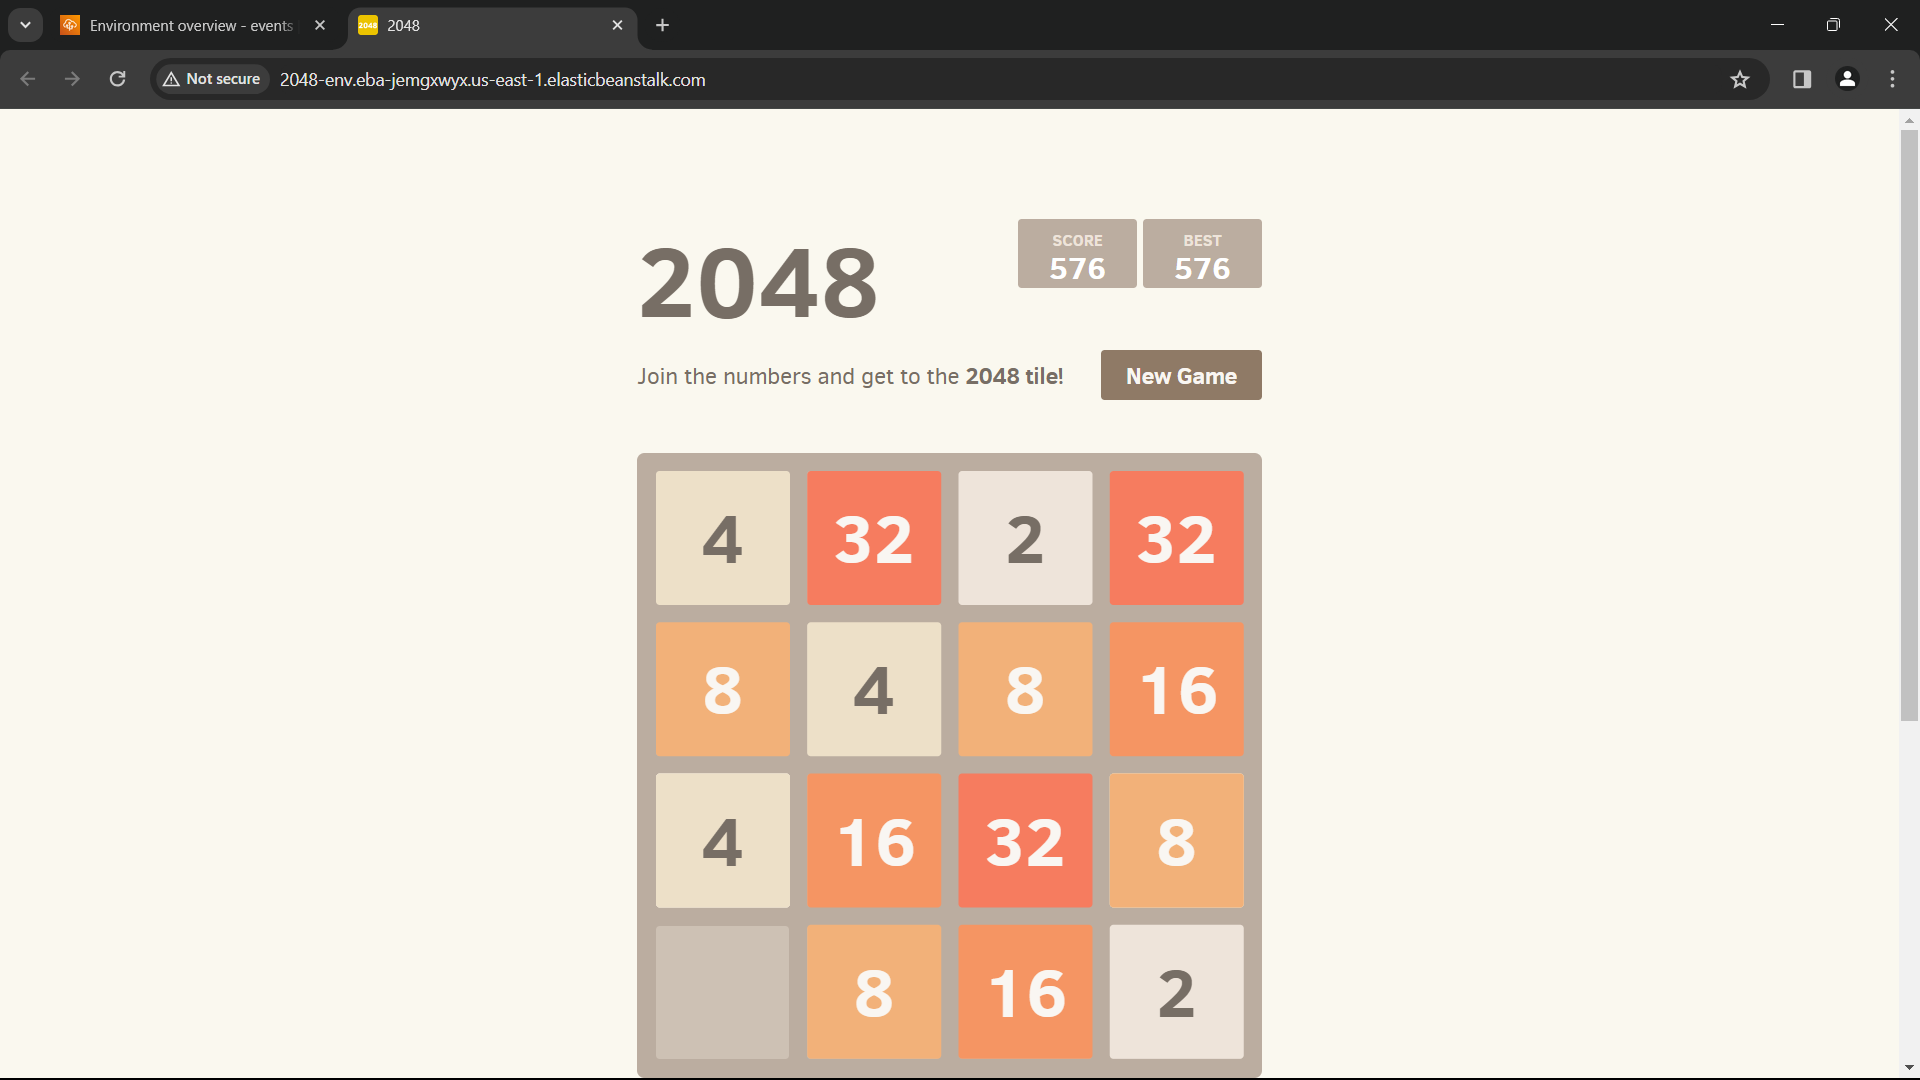 Environment overview - events
2048
2048
Not secure
2048-env.eba-jemgxwyx.us-east-1.elasticbeanstalk.com
2048
SCORE
576
BEST
576
Join the numbers and get to the 2048 tile!
New Game
4 32 2 32
8 4 8 16
4 16 32 8
8 16 2